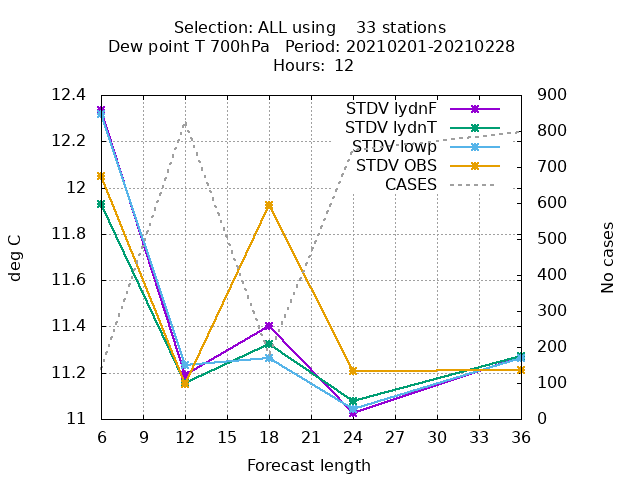 Selection: ALL using    33 stations
Dew point T 700hPa   Period: 20210201-20210228
Hours: 12
STDV lydnF
STDV lydnT
STDV lowp
STDV OBS
CASES
12.4
12.2
12
11.8
11.6
11.4
11.2
11
deg C
900
800
700
600
500
400
300
200
100
0
No cases
6 9 12 15 18 21 24 27 30 33 36
Forecast length